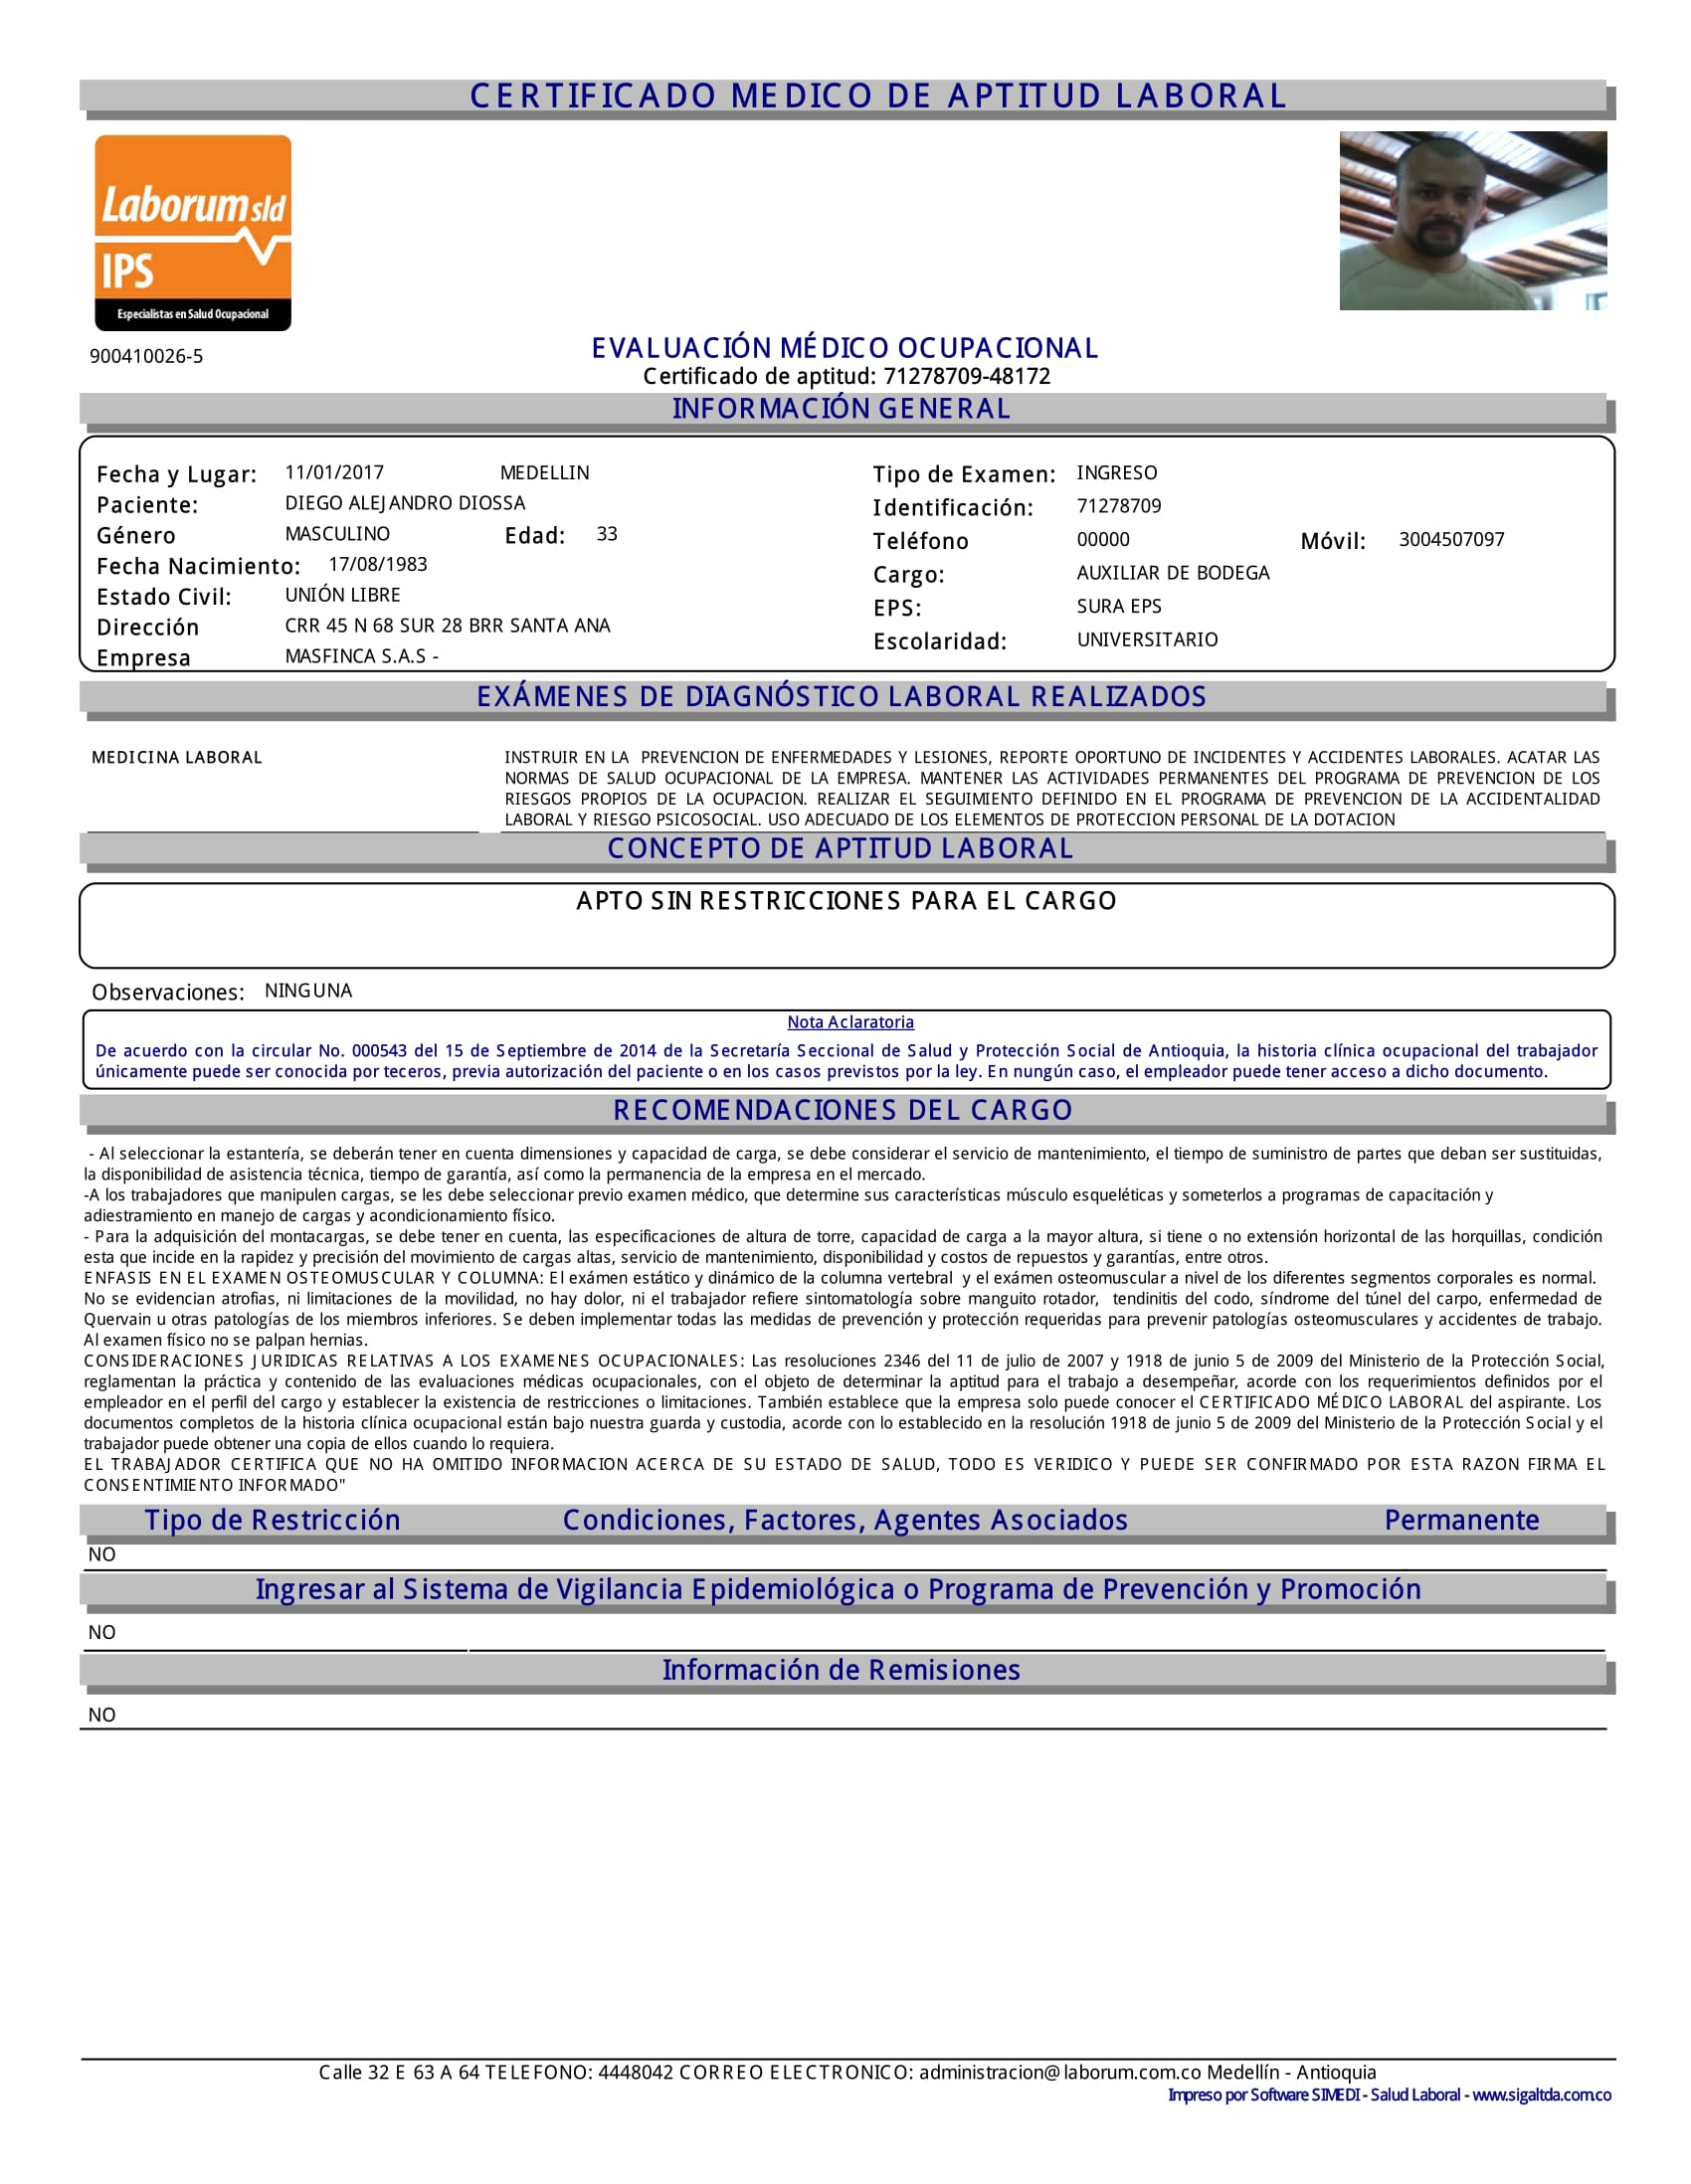 CERTIFICADO MEDICO DE APTITUD LABORAL
Laborum sld
IPS
Especialistas en Salud Ocupacional
900410026-5
EVALUACIÓN MÉDICO OCUPACIONAL
Certificado de aptitud: 71278709-48172
INFORMACIÓN GENERAL
Fecha y Lugar: 11/01/2017 MEDELLIN Tipo de Examen: INGRESO
Paciente: DIEGO ALEJANDRO DIOSSA Identificación: 71278709
Género MASCULINO Edad: 33 Teléfono 00000 Móvil: 3004507097
Fecha Nacimiento: 17/08/1983 Cargo: AUXILIAR DE BODEGA
Estado Civil: UNIÓN LIBRE EPS: SURA EPS
Dirección CRR 45 N 68 SUR 28 BRR SANTA ANA Escolaridad: UNIVERSITARIO
Empresa MASFINCA S.A.S -
EXÁMENES DE DIAGNÓSTICO LABORAL REALIZADOS
MEDICINA LABORAL INSTRUIR EN LA PREVENCION DE ENFERMEDADES Y LESIONES, REPORTE OPORTUNO DE INCIDENTES Y ACCIDENTES LABORALES. ACATAR LAS
NORMAS DE SALUD OCUPACIONAL DE LA EMPRESA. MANTENER LAS ACTIVIDADES PERMANENTES DEL PROGRAMA DE PREVENCION DE LOS
RIESGOS PROPIOS DE LA OCUPACION. REALIZAR EL SEGUIMIENTO DEFINIDO EN EL PROGRAMA DE PREVENCION DE LA ACCIDENTALIDAD
LABORAL Y RIESGO PSICOSOCIAL. USO ADECUADO DE LOS ELEMENTOS DE PROTECCION PERSONAL DE LA DOTACION
CONCEPTO DE APTITUD LABORAL
APTO SIN RESTRICCIONES PARA EL CARGO
Observaciones: NINGUNA
Nota Aclaratoria
De acuerdo con la circular No. 000543 del 15 de Septiembre de 2014 de la Secretaría Seccional de Salud y Protección Social de Antioquia, la historia clínica ocupacional del trabajador
únicamente puede ser conocida por teceros, previa autorización del paciente o en los casos previstos por la ley. En nungún caso, el empleador puede tener acceso a dicho documento.
RECOMENDACIONES DEL CARGO
- Al seleccionar la estantería, se deberán tener en cuenta dimensiones y capacidad de carga, se debe considerar el servicio de mantenimiento, el tiempo de suministro de partes que deban ser sustituidas,
la disponibilidad de asistencia técnica, tiempo de garantía, así como la permanencia de la empresa en el mercado.
-A los trabajadores que manipulen cargas, se les debe seleccionar previo examen médico, que determine sus características músculo esqueléticas y someterlos a programas de capacitación y
adiestramiento en manejo de cargas y acondicionamiento físico.
- Para la adquisición del montacargas, se debe tener en cuenta, las especificaciones de altura de torre, capacidad de carga a la mayor altura, si tiene o no extensión horizontal de las horquillas, condición
esta que incide en la rapidez y precisión del movimiento de cargas altas, servicio de mantenimiento, disponibilidad y costos de repuestos y garantías, entre otros.
ENFASIS EN EL EXAMEN OSTEOMUSCULAR Y COLUMNA: El exámen estático y dinámico de la columna vertebral y el exámen osteomuscular a nivel de los diferentes segmentos corporales es normal.
No se evidencian atrofias, ni limitaciones de la movilidad, no hay dolor, ni el trabajador refiere sintomatología sobre manguito rotador, tendinitis del codo, síndrome del túnel del carpo, enfermedad de
Quervain u otras patologías de los miembros inferiores. Se deben implementar todas las medidas de prevención y protección requeridas para prevenir patologías osteomusculares y accidentes de trabajo.
Al examen físico no se palpan hernias.
CONSIDERACIONES JURIDICAS RELATIVAS A LOS EXAMENES OCUPACIONALES: Las resoluciones 2346 del 11 de julio de 2007 y 1918 de junio 5 de 2009 del Ministerio de la Protección Social,
reglamentan la práctica y contenido de las evaluaciones médicas ocupacionales, con el objeto de determinar la aptitud para el trabajo a desempeñar, acorde con los requerimientos definidos por el
empleador en el perfil del cargo y establecer la existencia de restricciones o limitaciones. También establece que la empresa solo puede conocer el CERTIFICADO MÉDICO LABORAL del aspirante. Los
documentos completos de la historia clínica ocupacional están bajo nuestra guarda y custodia, acorde con lo establecido en la resolución 1918 de junio 5 de 2009 del Ministerio de la Protección Social y el
trabajador puede obtener una copia de ellos cuando lo requiera.
EL TRABAJADOR CERTIFICA QUE NO HA OMITIDO INFORMACION ACERCA DE SU ESTADO DE SALUD, TODO ES VERIDICO Y PUEDE SER CONFIRMADO POR ESTA RAZON FIRMA EL
CONSENTIMIENTO INFORMADO"
Tipo de Restricción Condiciones, Factores, Agentes Asociados Permanente
NO
Ingresar al Sistema de Vigilancia Epidemiológica o Programa de Prevención y Promoción
NO
Información de Remisiones
NO
Calle 32 E 63 A 64 TELEFONO: 4448042 CORREO ELECTRONICO: administracion@laborum.com.co Medellín - Antioquia
Impreso por Software SIMEDI - Salud Laboral - www.sigaltda.com.co